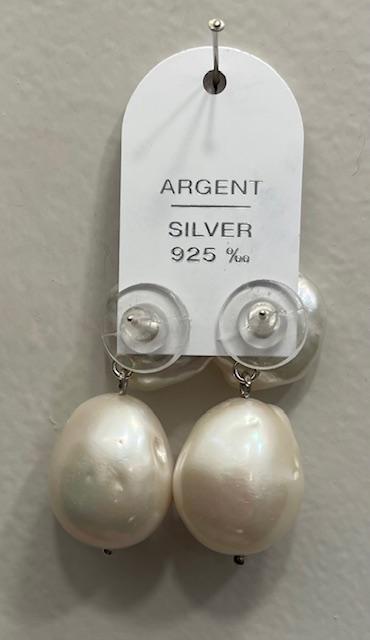 ARGENT
SILVER
925 ‰